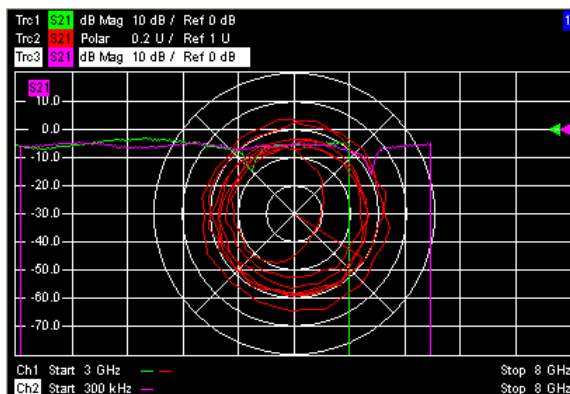 Trc1 S21 dB Mag 10 dB / Ref 0 dB 1
Trc2 S21 Polar 0.2 U / Ref 1 U
Trc3 S21 dB Mag 10 dB / Ref 0 dB
S21
10.0
0.0
-10.0
-20.0
-30.0
-40.0
-50.0
-60.0
-70.0
Ch1 Start 3 GHz Stop 8 GHz
Ch2 Start 300 kHz Stop 8 GHz